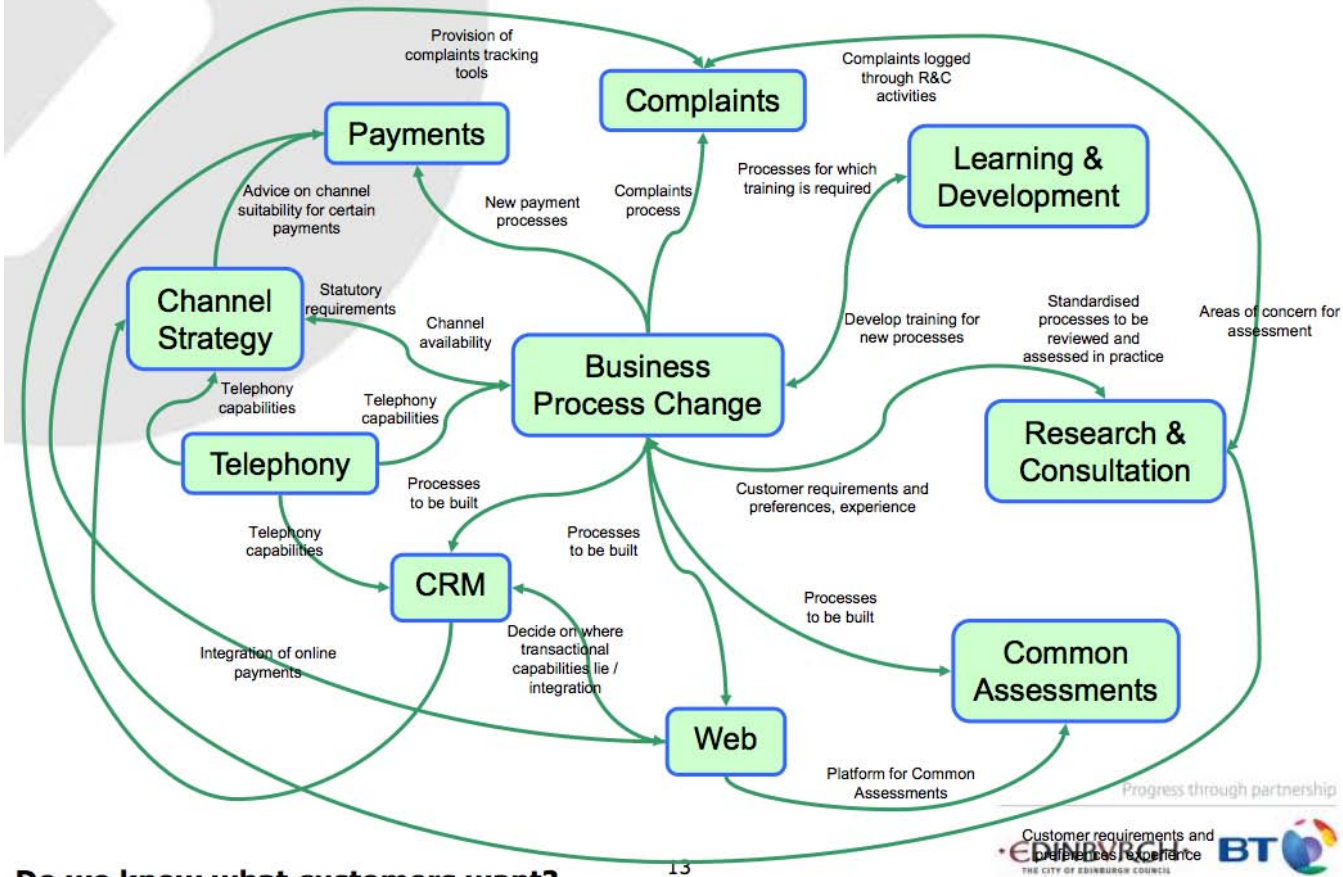 Provision of
complaints tracking
tools
Complaints
Complaints logged
through R&C
activities
Payments
Learning &
Development
Processes for which
training is required
Advice on channel
suitability for certain
payments
New payment
processes
Complaints
process
Channel
Strategy
Statutory
requirements
Channel
availability
Business
Process Change
Develop training for
new processes
Standardised
processes to be
reviewed and
assessed in practice
Areas of concern for
assessment
Telephony
capabilities
Telephony
capabilities
Telephony
Research &
Consultation
Processes
to be built
Customer requirements and
preferences, experience
Telephony
capabilities
Processes
to be built
CRM
Processes
to be built
Integration of online
payments
Decide on where
transactional
capabilities lie /
integration
Common
Assessments
Web
Platform for Common
Assessments
Progress through partnership
Customer requirements and
preferences, experience
·EDINBVRGH·
THE CITY OF EDINBURGH COUNCIL
BT
13
Do we know what customers want?